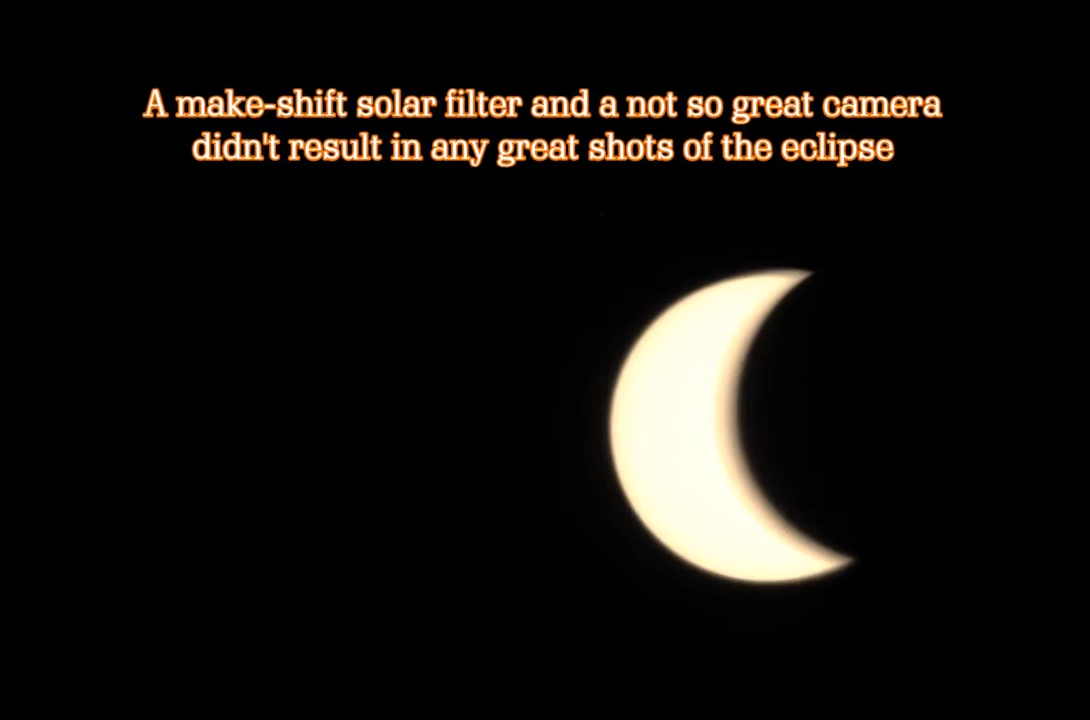 A make-shift solar filter and a not so great camera
didn't result in any great shots of the eclipse